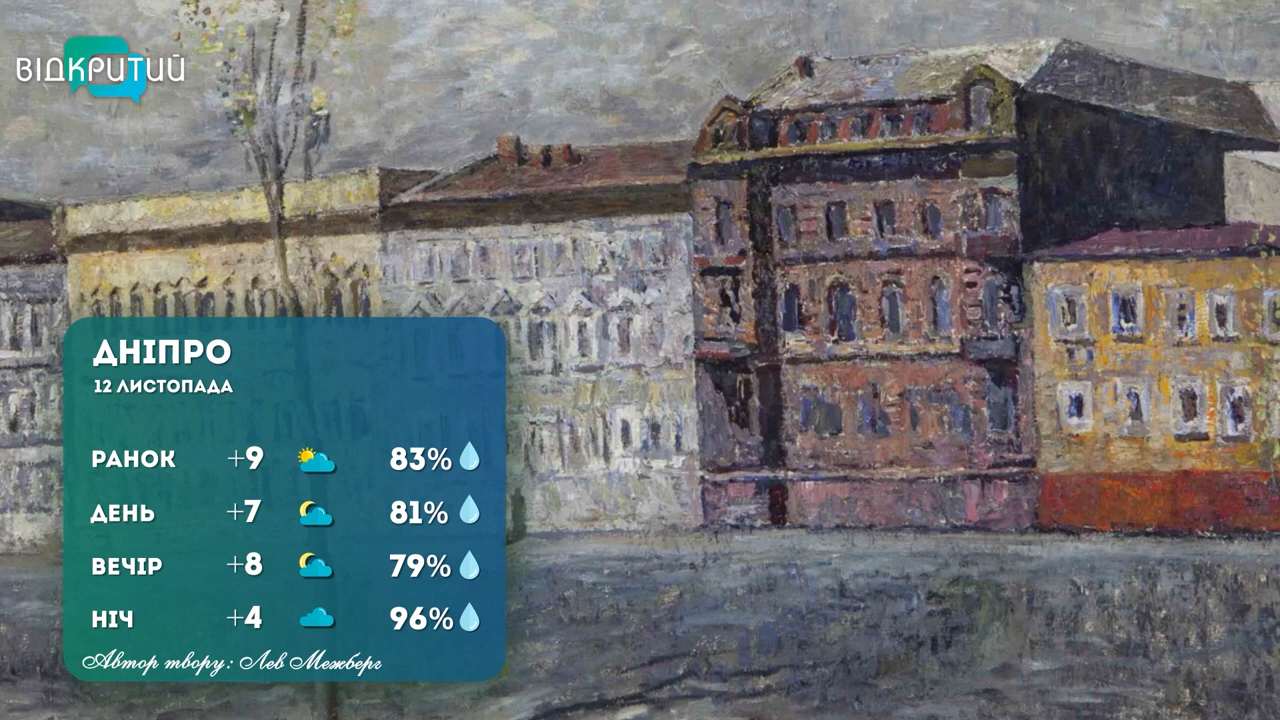 ВІДКРИТИЙ
ДНІПРО
12 ЛИСТОПАДА
РАНОК +9 83%
ДЕНЬ +7 81%
ВЕЧІР +8 79%
НІЧ +4 96%
Автор твору: Лев Межберг